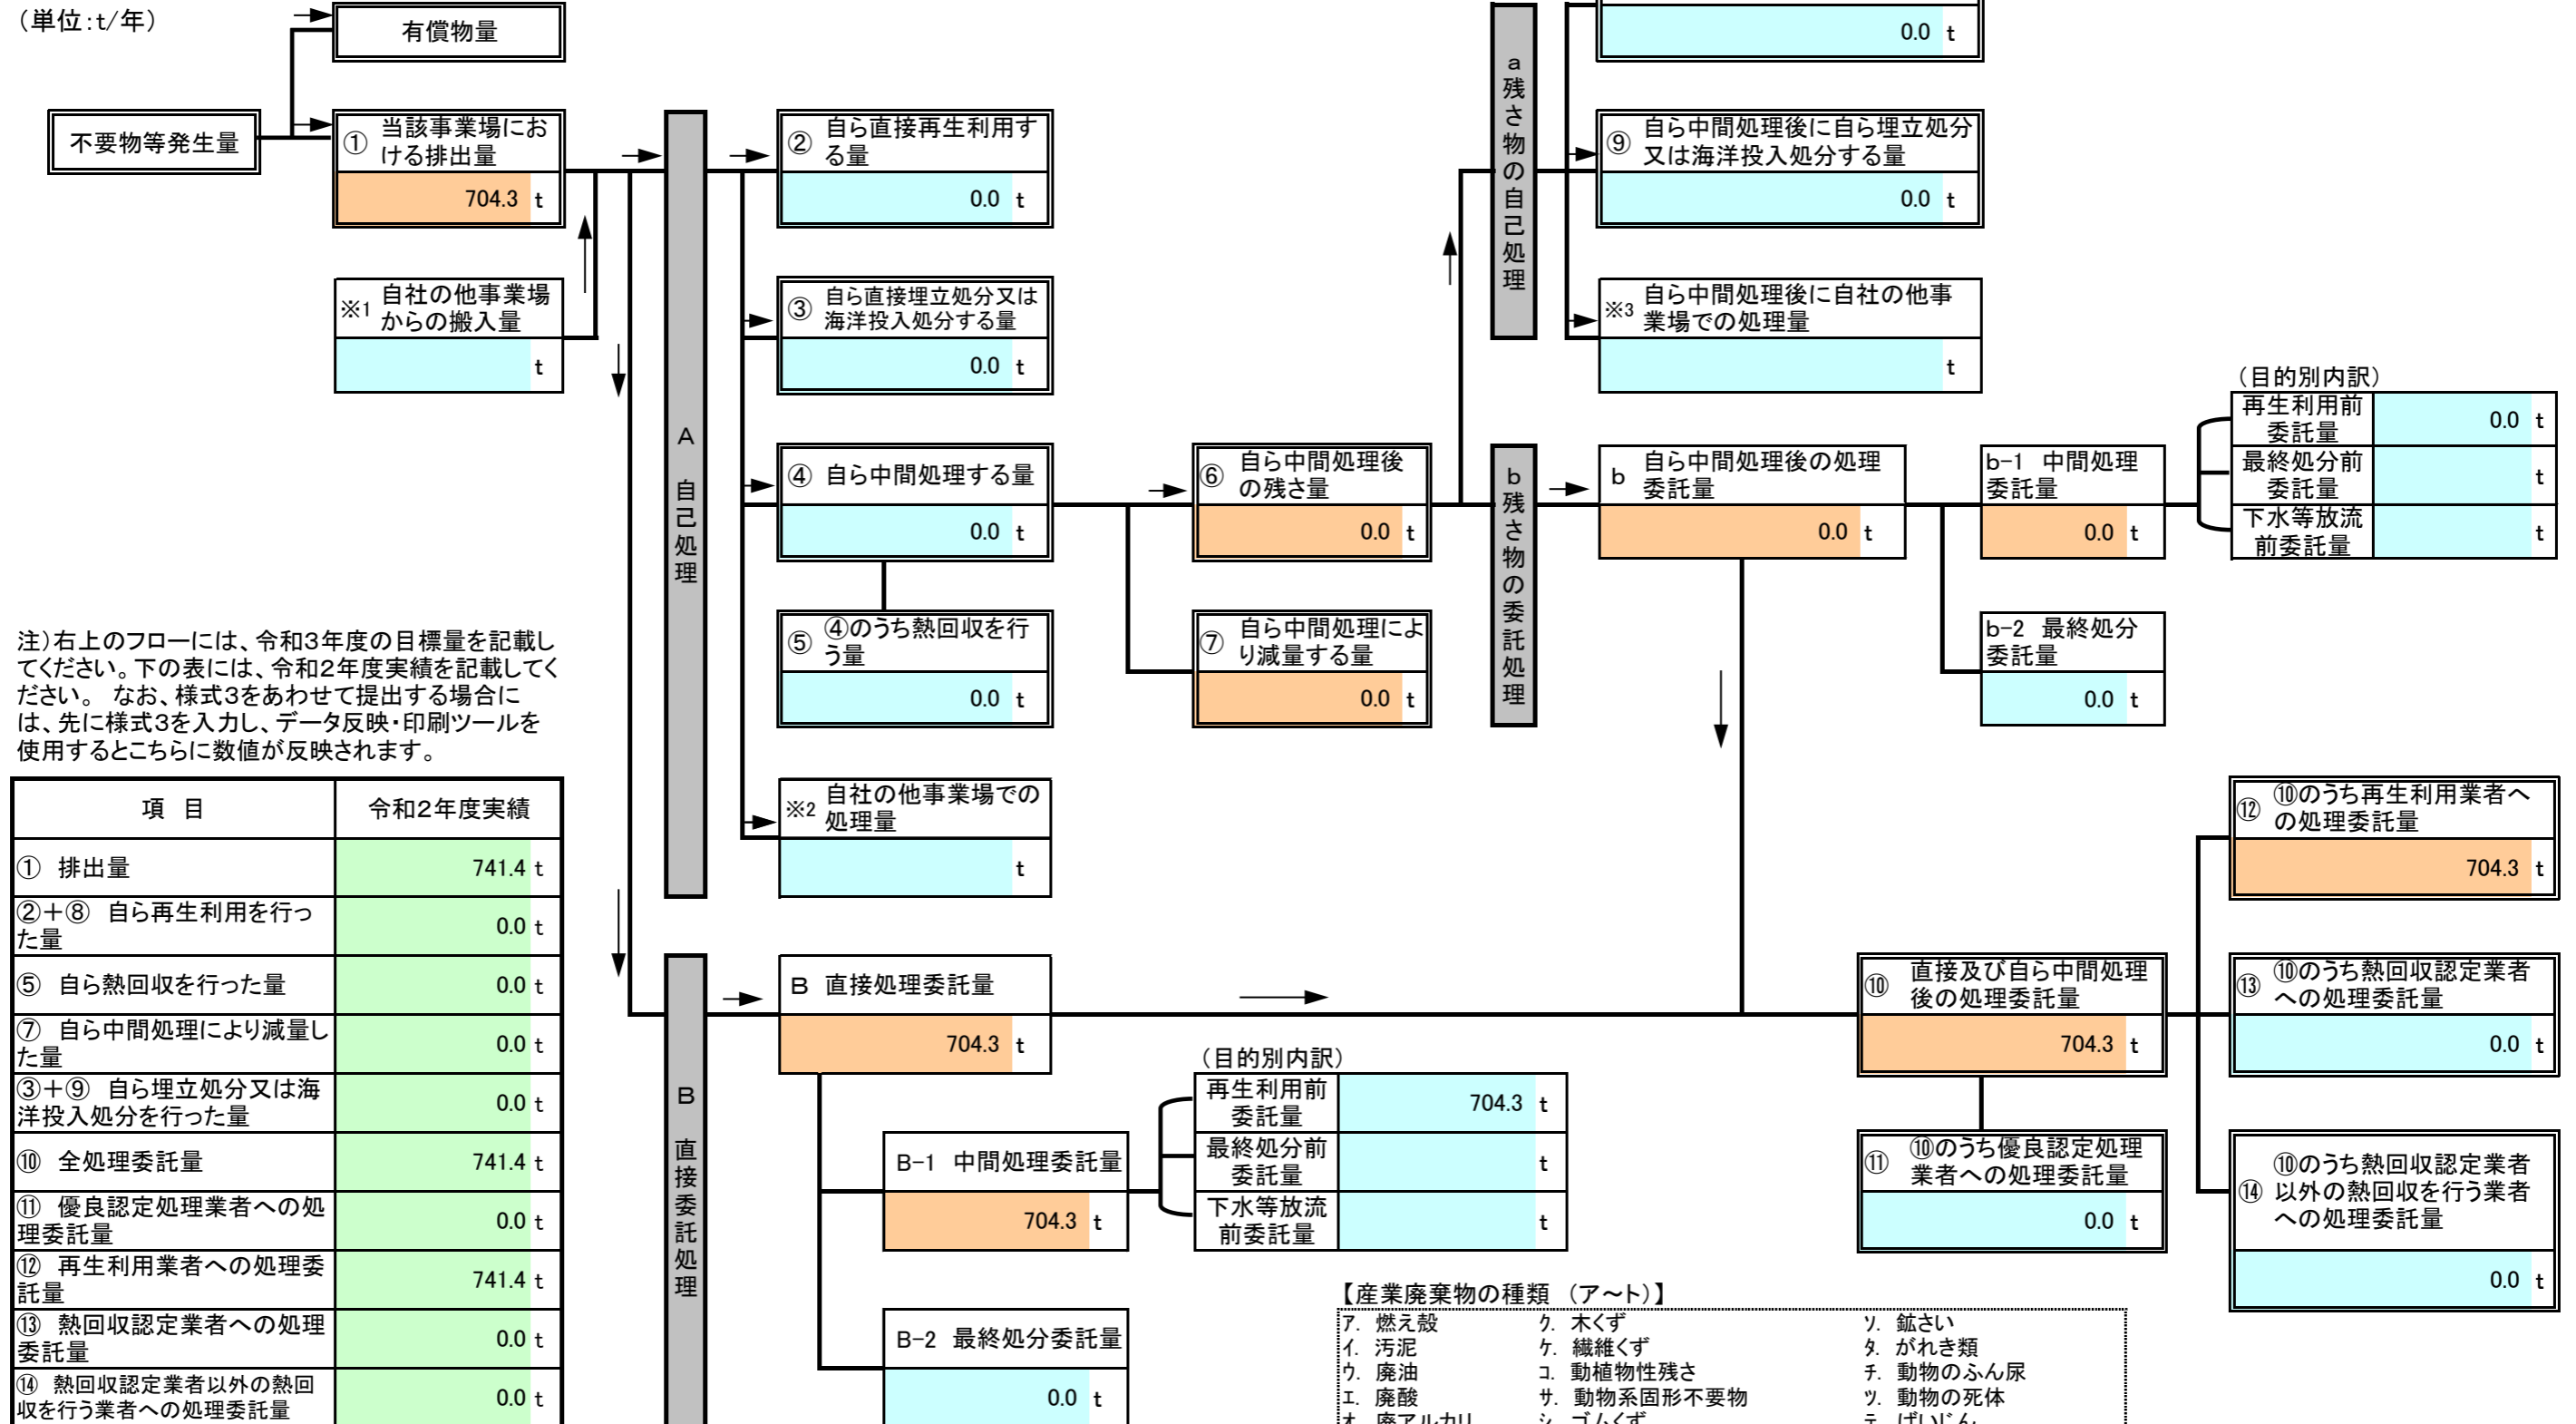 （単位：t/年）
有償物量
不要物等発生量
①
当該事業場にお
ける排出量
704.3 t
※1
自社の他事業場
からの搬入量
t
A 自己処理
②
自ら直接再生利用す
る量
0.0 t
③
自ら直接埋立処分又は
海洋投入処分する量
0.0 t
④
自ら中間処理する量
0.0 t
⑤
④のうち熱回収を行
う量
0.0 t
※2
自社の他事業場での
処理量
t
⑥
自ら中間処理後
の残さ量
0.0 t
⑦
自ら中間処理によ
り減量する量
0.0 t
a 残さ物の自己処理
0.0 t
⑨
自ら中間処理後に自ら埋立処分
又は海洋投入処分する量
0.0 t
※3
自ら中間処理後に自社の他事
業場での処理量
t
b 残さ物の委託処理
b
自ら中間処理後の処理
委託量
0.0 t
b-1 中間処理
委託量
0.0 t
（目的別内訳）
再生利用前
委託量
0.0 t
最終処分前
委託量
t
下水等放流
前委託量
t
b-2 最終処分
委託量
0.0 t
注）右上のフローには、令和３年度の目標量を記載し
てください。下の表には、令和２年度実績を記載してく
ださい。 なお、様式３をあわせて提出する場合に
は、先に様式３を入力し、データ反映・印刷ツールを
使用するとこちらに数値が反映されます。
項 目 令和２年度実績
① 排出量
741.4 t
②＋⑧ 自ら再生利用を行っ
た量
0.0 t
⑤ 自ら熱回収を行った量
0.0 t
⑦ 自ら中間処理により減量し
た量
0.0 t
③＋⑨ 自ら埋立処分又は海
洋投入処分を行った量
0.0 t
⑩ 全処理委託量
741.4 t
⑪ 優良認定処理業者への処
理委託量
0.0 t
⑫ 再生利用業者への処理委
託量
741.4 t
⑬ 熱回収認定業者への処理
委託量
0.0 t
⑭ 熱回収認定業者以外の熱回
収を行う業者への処理委託量
0.0 t
B 直接委託処理
B 直接処理委託量
704.3 t
B-1 中間処理委託量
704.3 t
（目的別内訳）
再生利用前
委託量
704.3 t
最終処分前
委託量
t
下水等放流
前委託量
t
B-2 最終処分委託量
0.0 t
⑩
直接及び自ら中間処理
後の処理委託量
704.3 t
⑪
⑩のうち優良認定処理
業者への処理委託量
0.0 t
⑫
⑩のうち再生利用業者へ
の処理委託量
704.3 t
⑬
⑩のうち熱回収認定業者
への処理委託量
0.0 t
⑭
⑩のうち熱回収認定業者
以外の熱回収を行う業者
への処理委託量
0.0 t
【産業廃棄物の種類 （ア～ト）】
ア. 燃え殻 ク. 木くず ソ. 鉱さい
イ. 汚泥 ケ. 繊維くず タ. がれき類
ウ. 廃油 コ. 動植物性残さ チ. 動物のふん尿
エ. 廃酸 サ. 動物系固形不要物 ツ. 動物の死体
オ. 廃アルカリ シ. ゴムくず テ. ばいじん